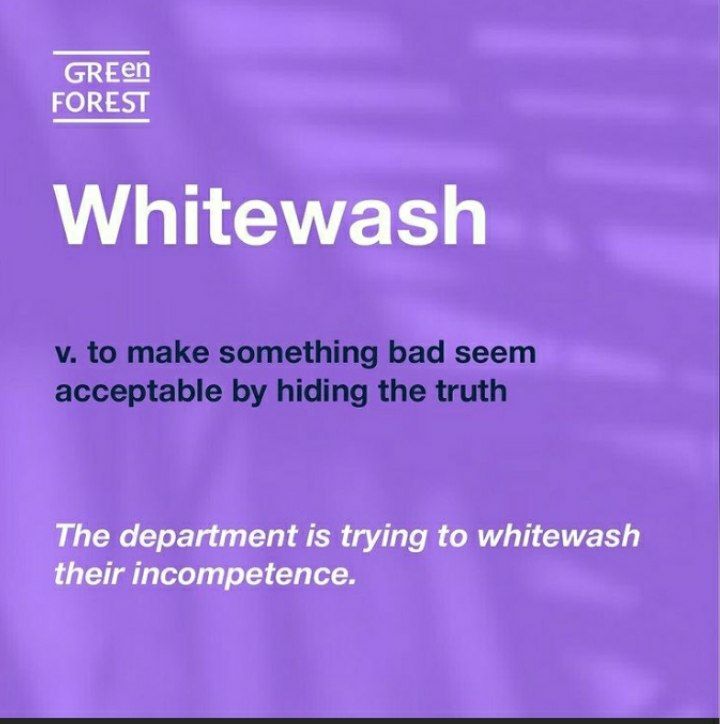 GREen
FOREST
Whitewash
v. to make something bad seem
acceptable by hiding the truth
The department is trying to whitewash
their incompetence.